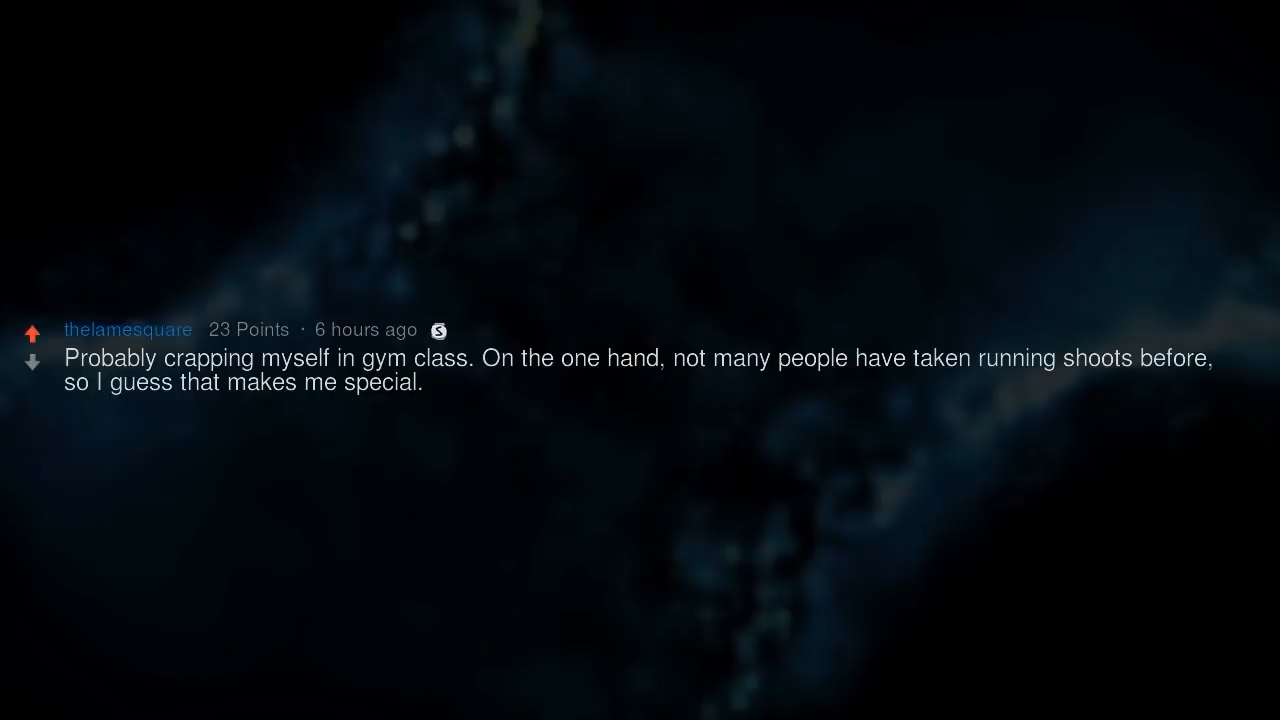 thelamesquare 23 Points · 6 hours ago
Probably crapping myself in gym class. On the one hand, not many people have taken running shoots before,
so I guess that makes me special.